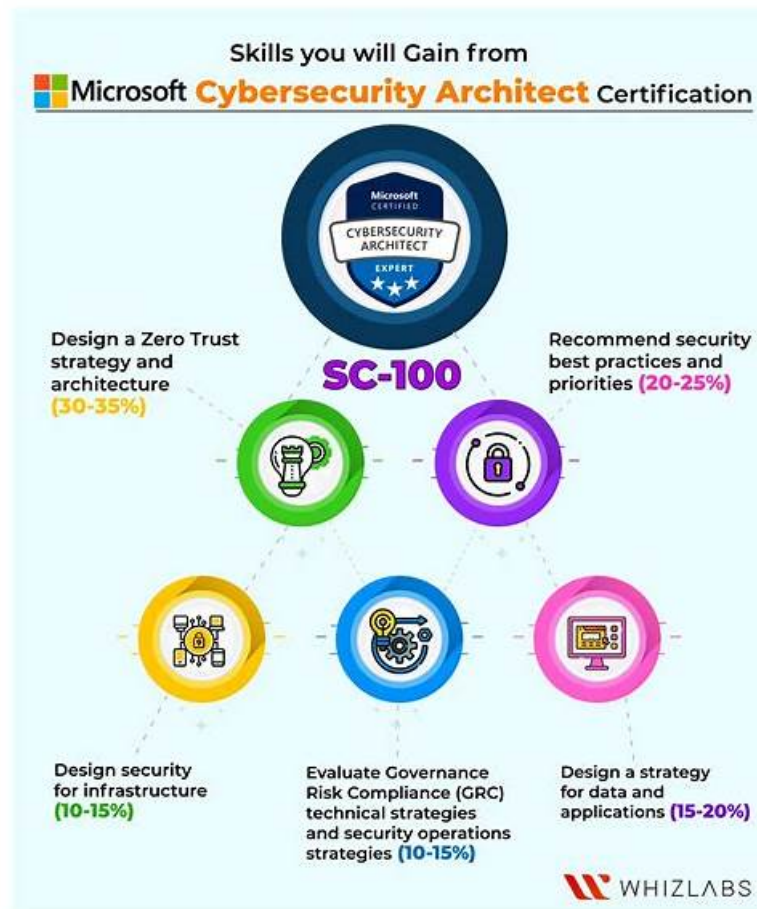 Skills you will Gain from
Microsoft Cybersecurity Architect Certification
Microsoft
CERTIFIED
CYBERSECURITY
ARCHITECT
EXPERT
SC-100
Design a Zero Trust
strategy and
architecture
(30-35%)
Recommend security
best practices and
priorities (20-25%)
Design security
for infrastructure
(10-15%)
Evaluate Governance
Risk Compliance (GRC)
technical strategies
and security operations
strategies (10-15%)
Design a strategy
for data and
applications (15-20%)
WHIZLABS